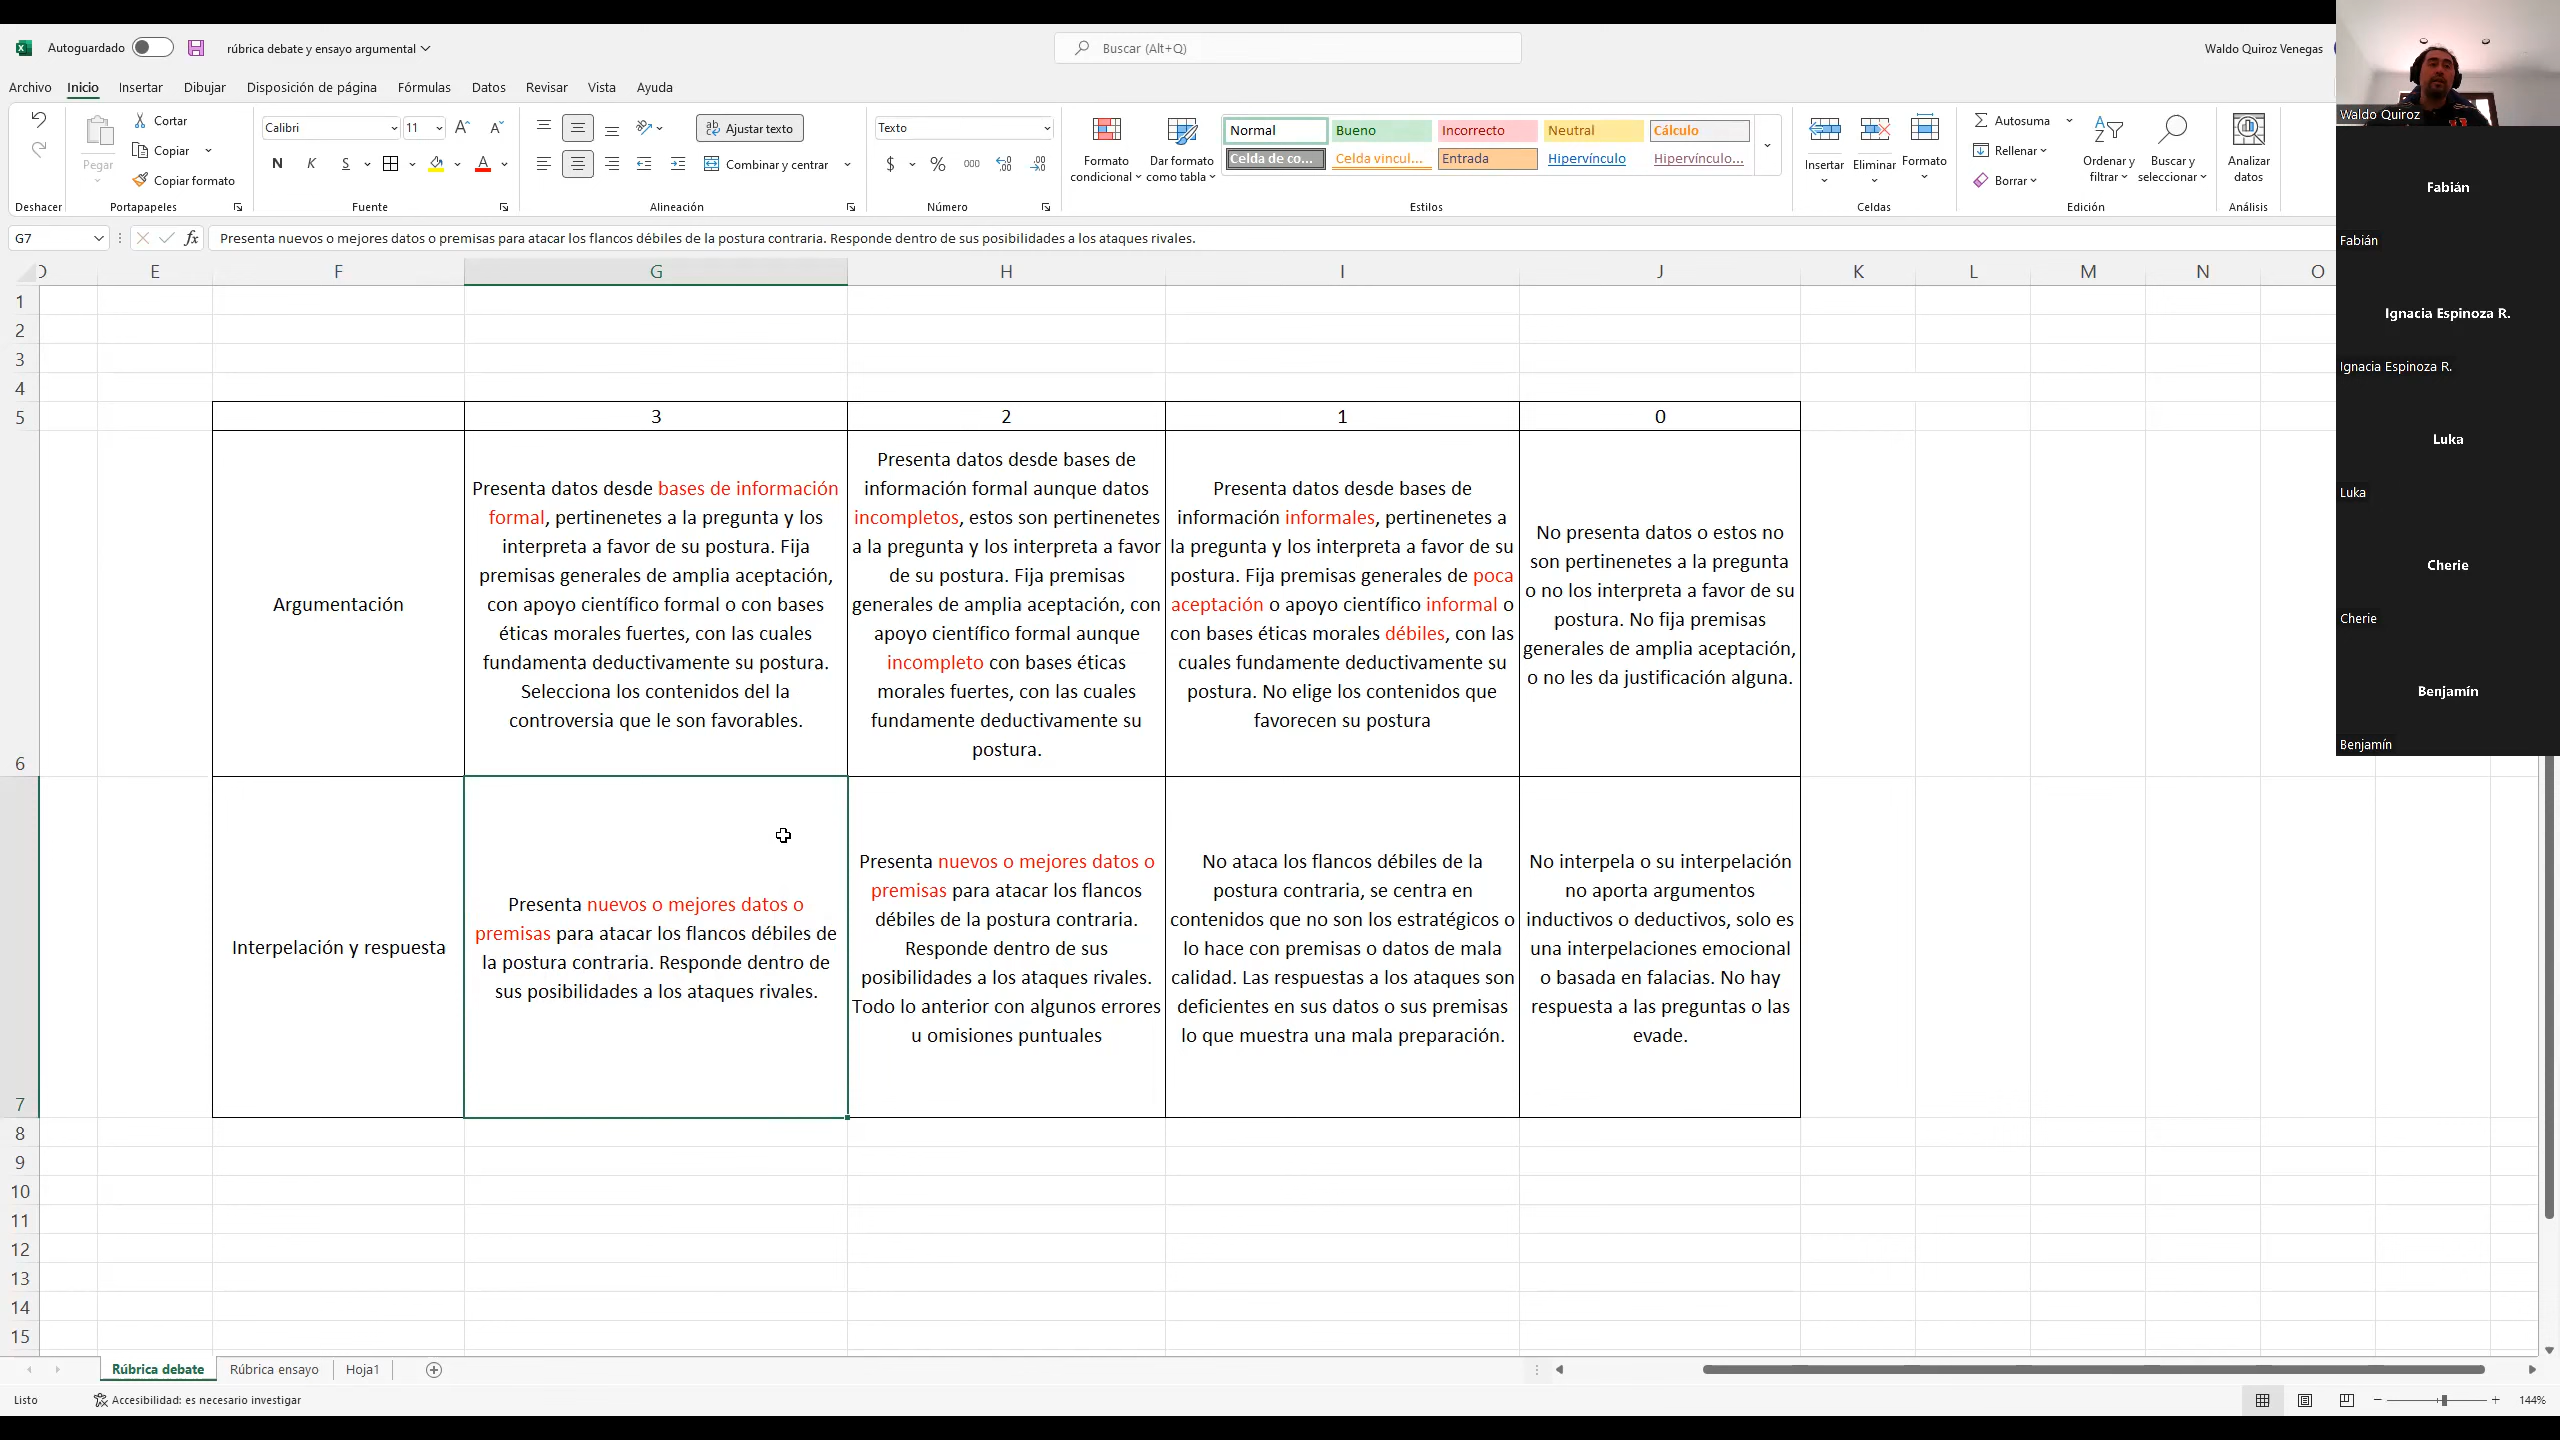 Autoguardado
rúbrica debate y ensayo argumental
Buscar (Alt+Q)
Waldo Quiroz Venegas
Archivo Inicio Insertar Dibujar Disposición de página Fórmulas Datos Revisar Vista Ayuda
Pegar
Cortar
Copiar
Copiar formato
Calibri 11
N K S
Ajustar texto
Combinar y centrar
Texto
$ % 000
Formato condicional
Dar formato como tabla
Normal Bueno Incorrecto Neutral Cálculo
Celda de co... Celda vincul... Entrada Hipervínculo Hipervínculo...
Insertar Eliminar Formato
Autosuma
Rellenar
Borrar
Ordenar y filtrar
Buscar y seleccionar
Analizar datos
Deshacer Portapapeles Fuente Alineación Número Estilos Celdas Edición Análisis
G7 fx Presenta nuevos o mejores datos o premisas para atacar los flancos débiles de la postura contraria. Responde dentro de sus posibilidades a los ataques rivales.
E F G H I J K L M N O
1
2
3
4
5
6
7
8
9
10
11
12
13
14
15
3 2 1 0
Argumentación
Presenta datos desde bases de información
formal, pertinenetes a la pregunta y los
interpreta a favor de su postura. Fija
premisas generales de amplia aceptación,
con apoyo científico formal o con bases
éticas morales fuertes, con las cuales
fundamenta deductivamente su postura.
Selecciona los contenidos del la
controversia que le son favorables.
Presenta datos desde bases de
información formal aunque datos
incompletos, estos son pertinenetes
a la pregunta y los interpreta a favor
de su postura. Fija premisas
generales de amplia aceptación, con
apoyo científico formal aunque
incompleto con bases éticas
morales fuertes, con las cuales
fundamente deductivamente su
postura.
Presenta datos desde bases de
información informales, pertinenetes a
la pregunta y los interpreta a favor de su
postura. Fija premisas generales de poca
aceptación o apoyo científico informal o
con bases éticas morales débiles, con las
cuales fundamente deductivamente su
postura. No elige los contenidos que
favorecen su postura
No presenta datos o estos no
son pertinenetes a la pregunta
o no los interpreta a favor de su
postura. No fija premisas
generales de amplia aceptación,
o no les da justificación alguna.
Interpelación y respuesta
Presenta nuevos o mejores datos o
premisas para atacar los flancos débiles de
la postura contraria. Responde dentro de
sus posibilidades a los ataques rivales.
Presenta nuevos o mejores datos o
premisas para atacar los flancos
débiles de la postura contraria.
Responde dentro de sus
posibilidades a los ataques rivales.
Todo lo anterior con algunos errores
u omisiones puntuales
No ataca los flancos débiles de la
postura contraria, se centra en
contenidos que no son los estratégicos o
lo hace con premisas o datos de mala
calidad. Las respuestas a los ataques son
deficientes en sus datos o sus premisas
lo que muestra una mala preparación.
No interpela o su interpelación
no aporta argumentos
inductivos o deductivos, solo es
una interpelaciones emocional
o basada en falacias. No hay
respuesta a las preguntas o las
evade.
Waldo Quiroz
Fabián
Fabián
Ignacia Espinoza R.
Ignacia Espinoza R.
Luka
Luka
Cherie
Cherie
Benjamín
Benjamín
Rúbrica debate Rúbrica ensayo Hoja1
Listo
Accesibilidad: es necesario investigar
144%